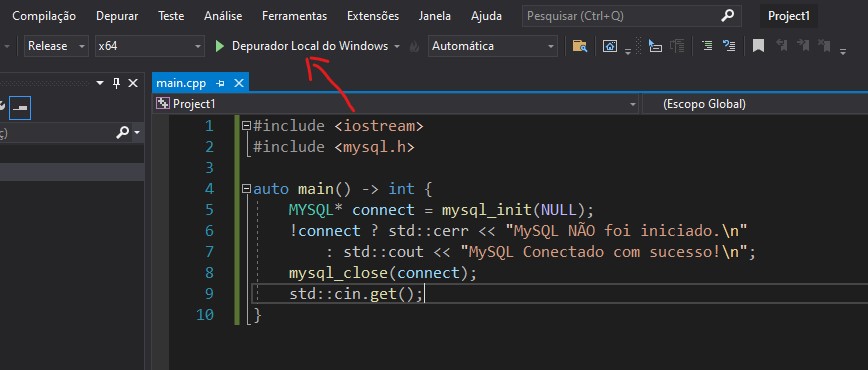 Compilação Depurar Teste Análise Ferramentas Extensões Janela Ajuda Pesquisar (Ctrl+Q) Project1
Release x64 Depurador Local do Windows Automática
main.cpp
Project1 (Escopo Global)
1 #include <iostream>
2 #include <mysql.h>
3
4 auto main() -> int {
5 MYSQL* connect = mysql_init(NULL);
6 !connect ? std::cerr << "MySQL NÃO foi iniciado.\n"
7 : std::cout << "MySQL Conectado com sucesso!\n";
8 mysql_close(connect);
9 std::cin.get();
10 }